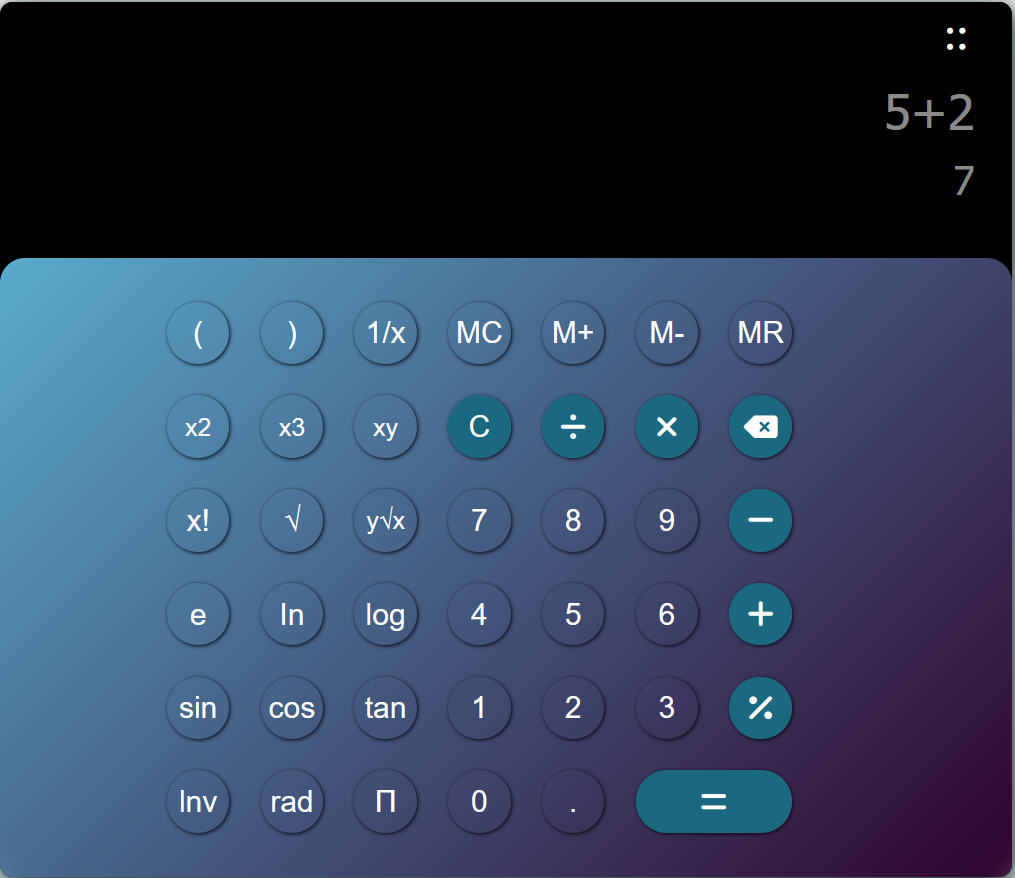 5+2
7
( ) 1/x MC M+ M- MR
x2 x3 xy C ÷ ×
x! √ y√x 7 8 9 −
e ln log 4 5 6 +
sin cos tan 1 2 3 %
lnv rad Π 0 . =